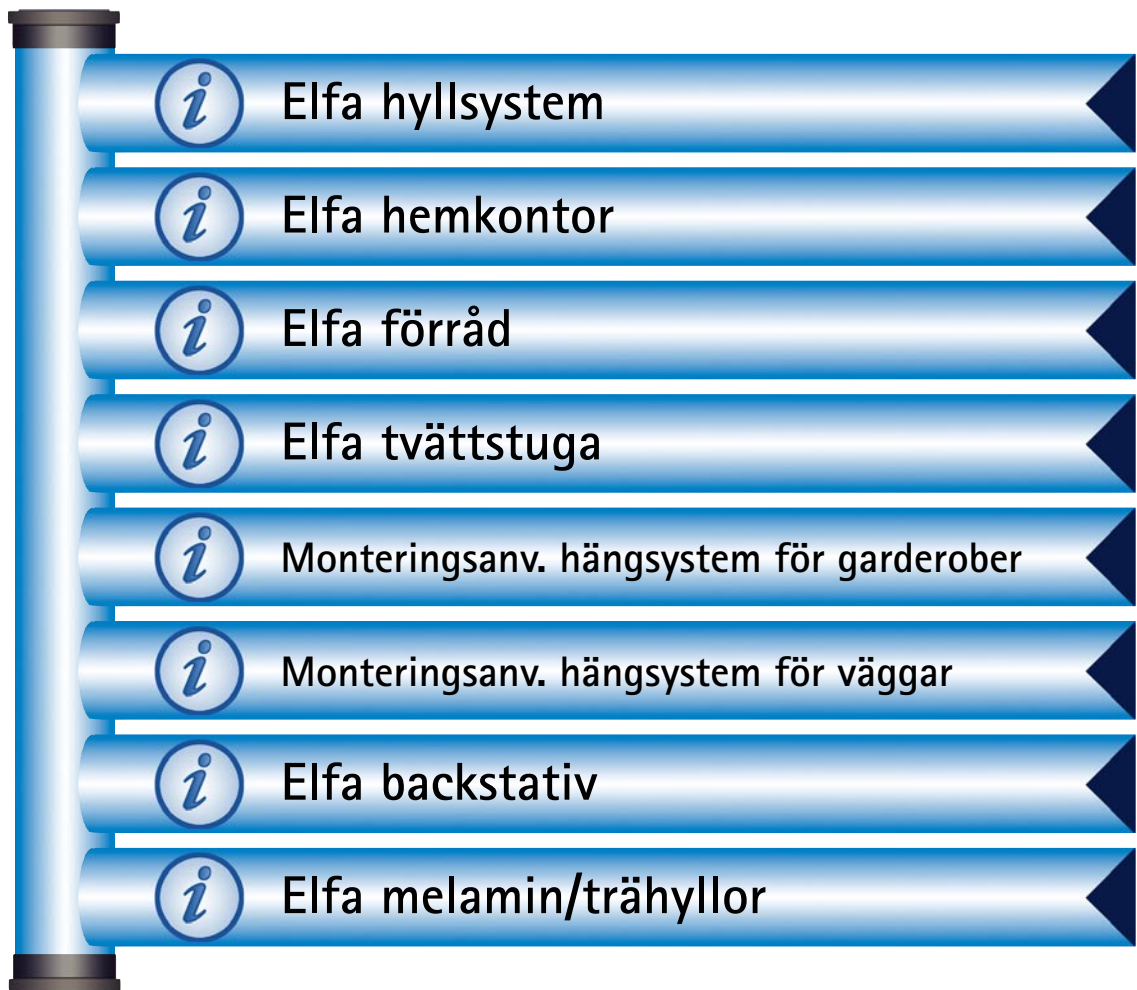 Elfa hyllsystem
Elfa hemkontor
Elfa förråd
Elfa tvättstuga
Monteringsanv. hängsystem för garderober
Monteringsanv. hängsystem för väggar
Elfa backstativ
Elfa melamin/trähyllor